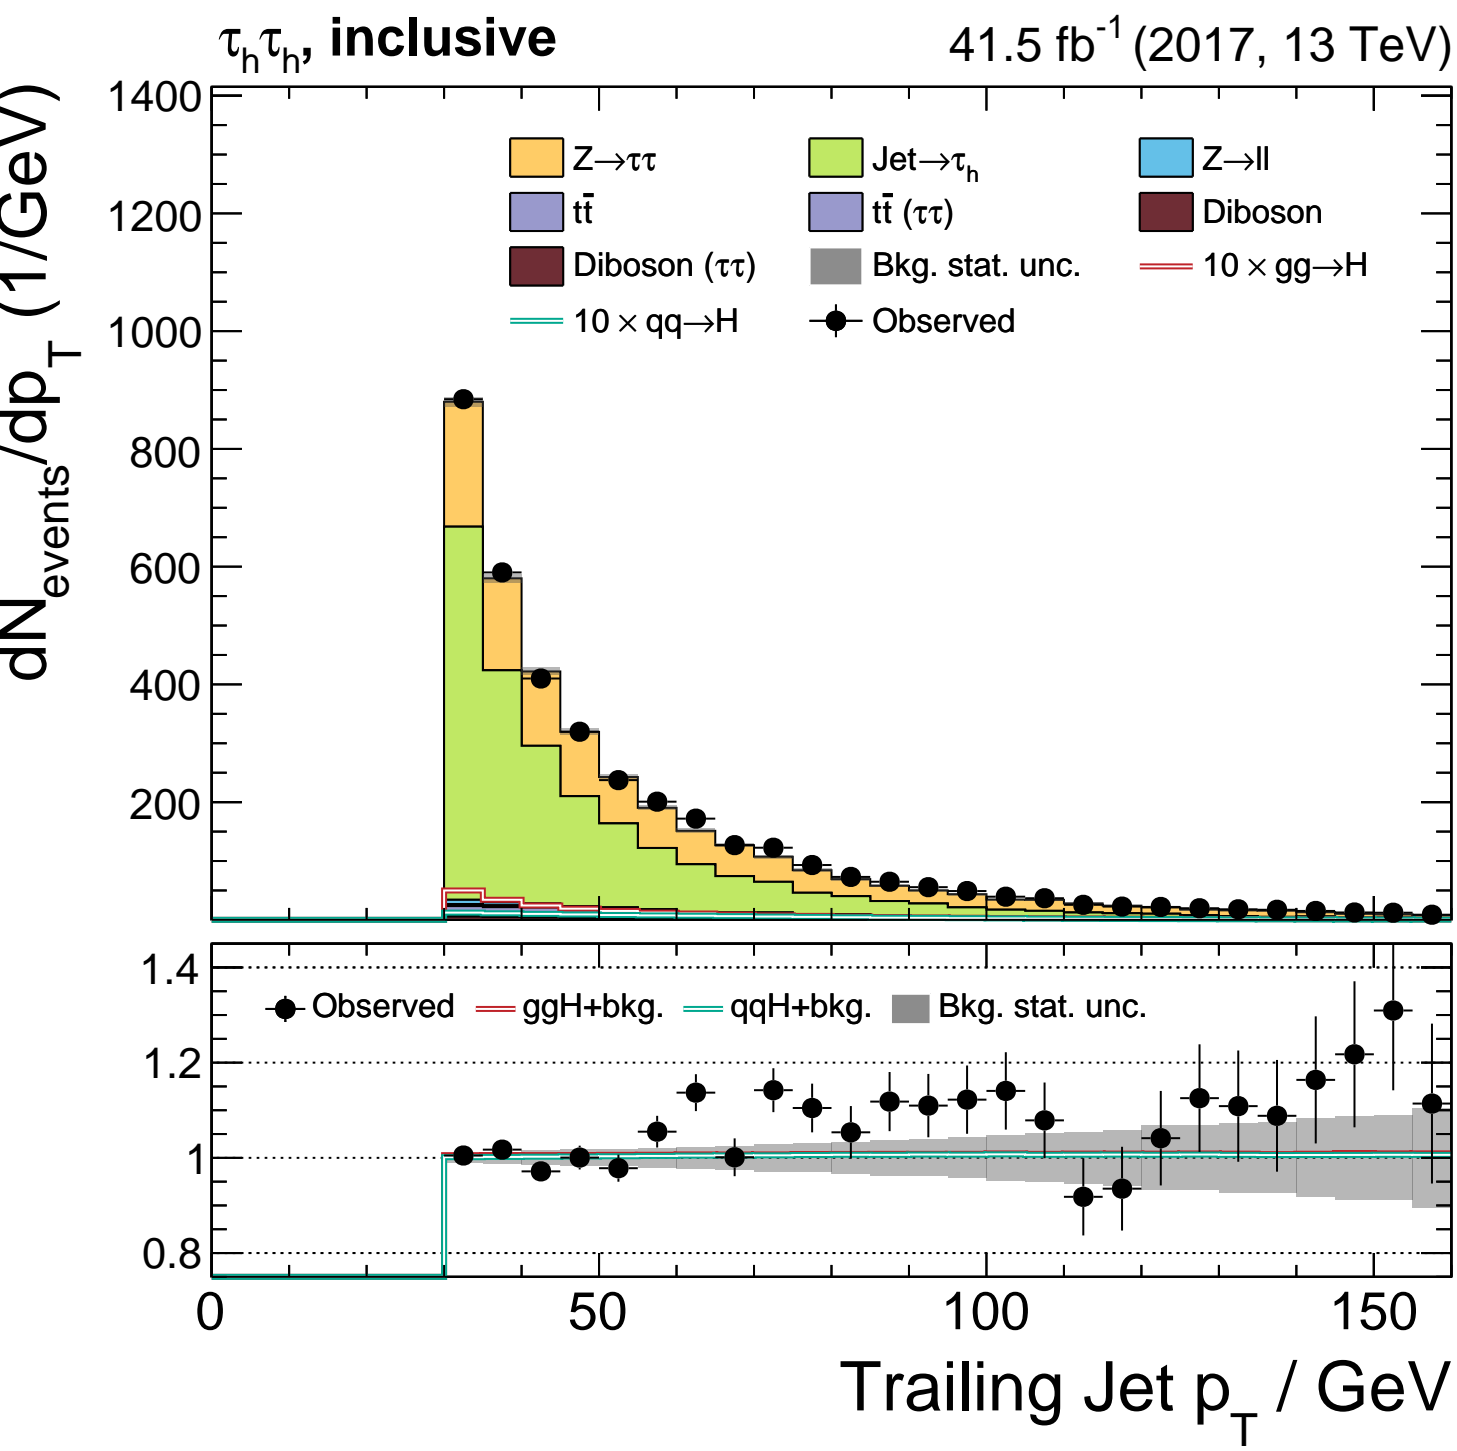 τhτh, inclusive
41.5 fb-1 (2017, 13 TeV)
dNevents/dpT (1/GeV)
1400
1200
1000
800
600
400
200
Z→ττ Jet→τh Z→ll
tt̄ tt̄ (ττ) Diboson
Diboson (ττ) Bkg. stat. unc. 10 × gg→H
10 × qq→H Observed
1.4
1.2
1
0.8
Observed ggH+bkg. qqH+bkg. Bkg. stat. unc.
0 50 100 150
Trailing Jet pT / GeV